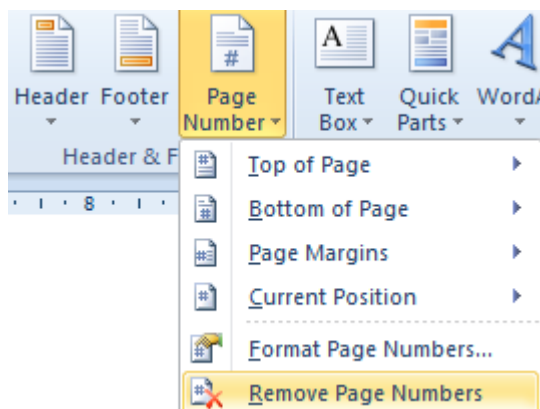 A
#
Header Footer Page Text Quick Word
Number Box Parts
Header & F
8
Top of Page
Bottom of Page
Page Margins
Current Position
Format Page Numbers...
Remove Page Numbers